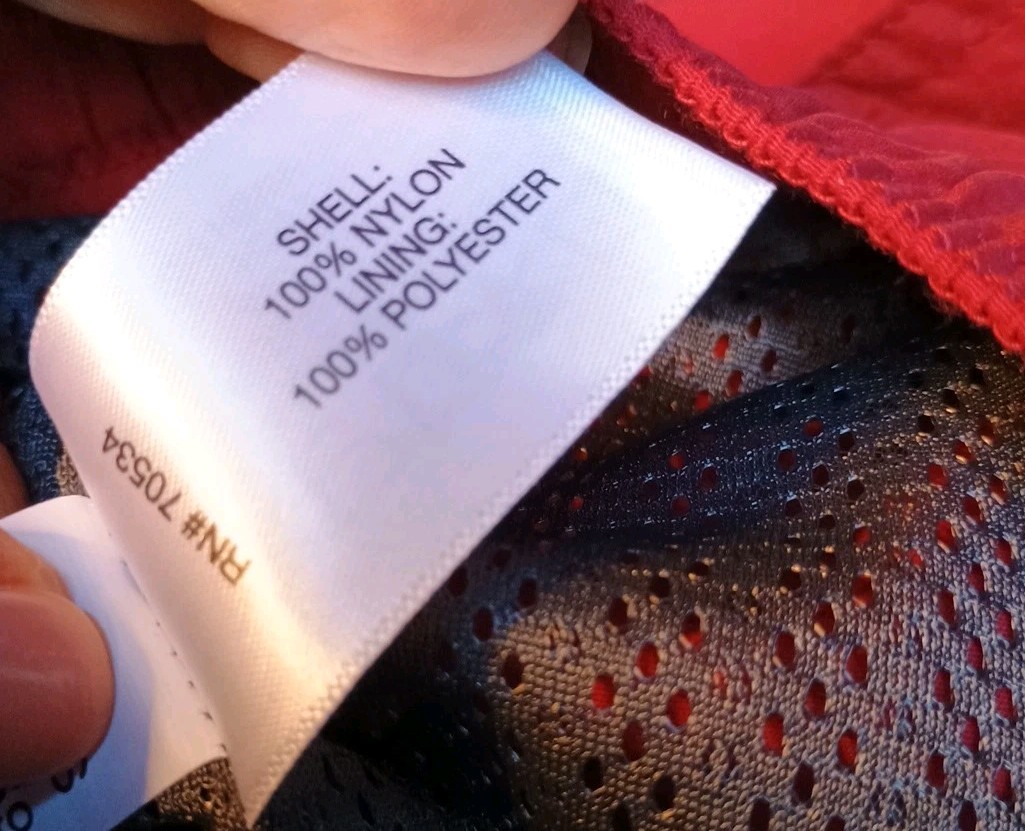 SHELL:
100% NYLON
LINING:
100% POLYESTER
RN# 70534